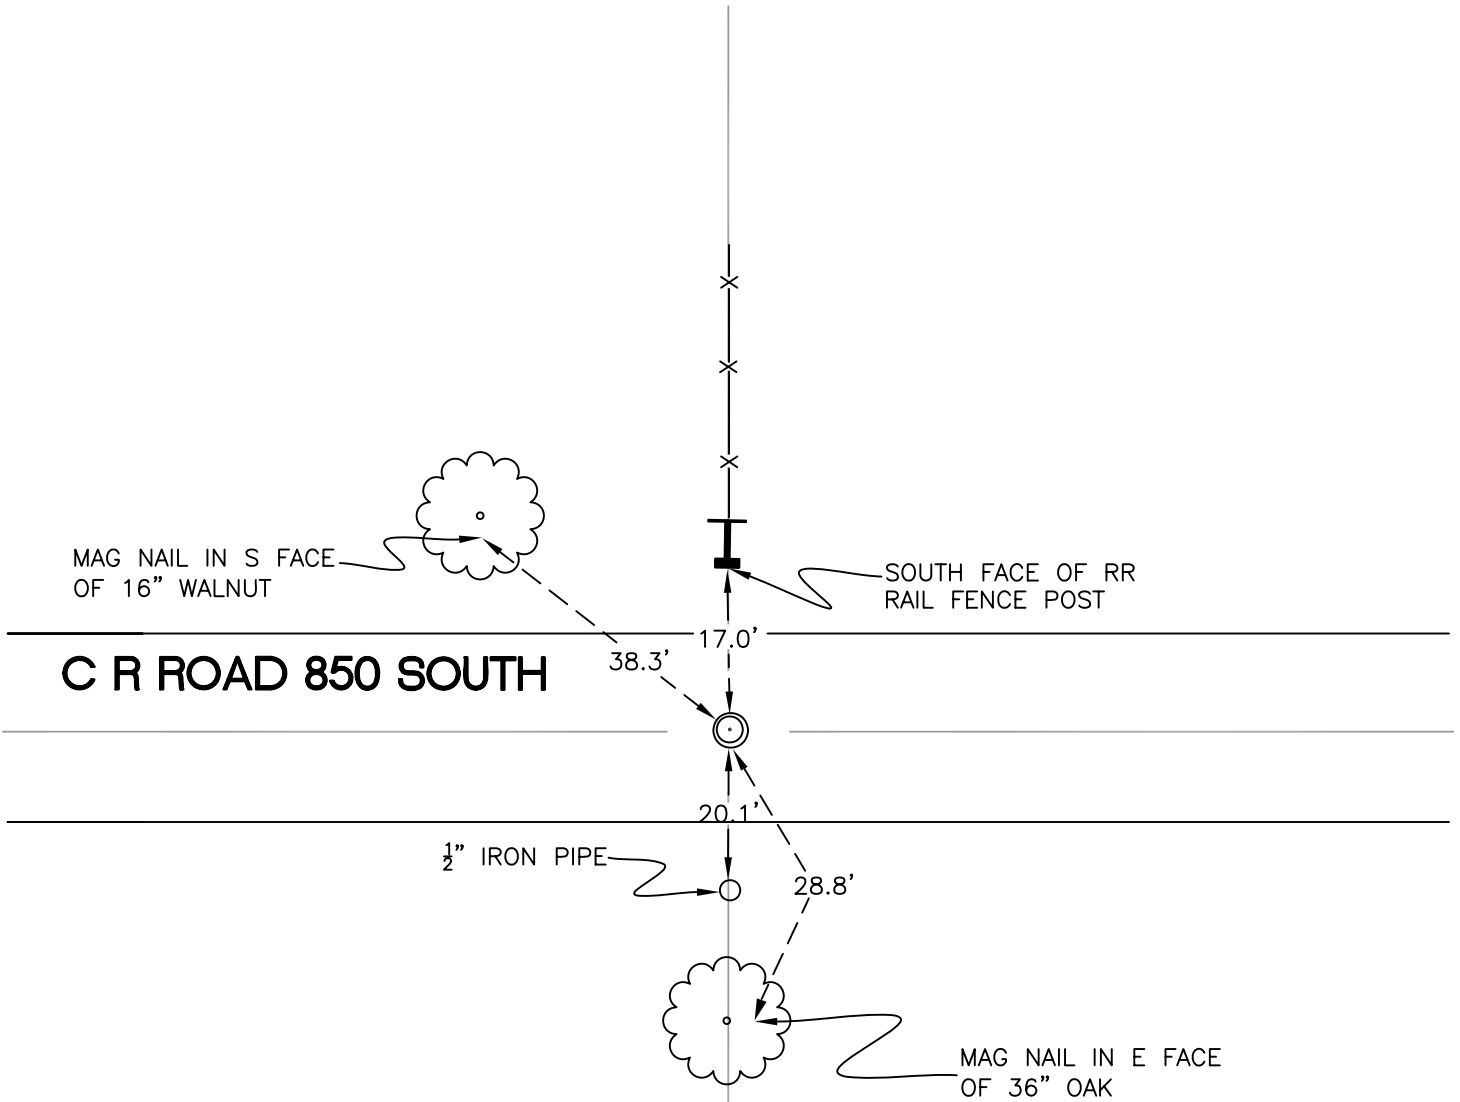 MAG NAIL IN S FACE
OF 16” WALNUT
SOUTH FACE OF RR
RAIL FENCE POST
17.0’
38.3’
C R ROAD 850 SOUTH
20.1’
½” IRON PIPE
28.8’
MAG NAIL IN E FACE
OF 36” OAK